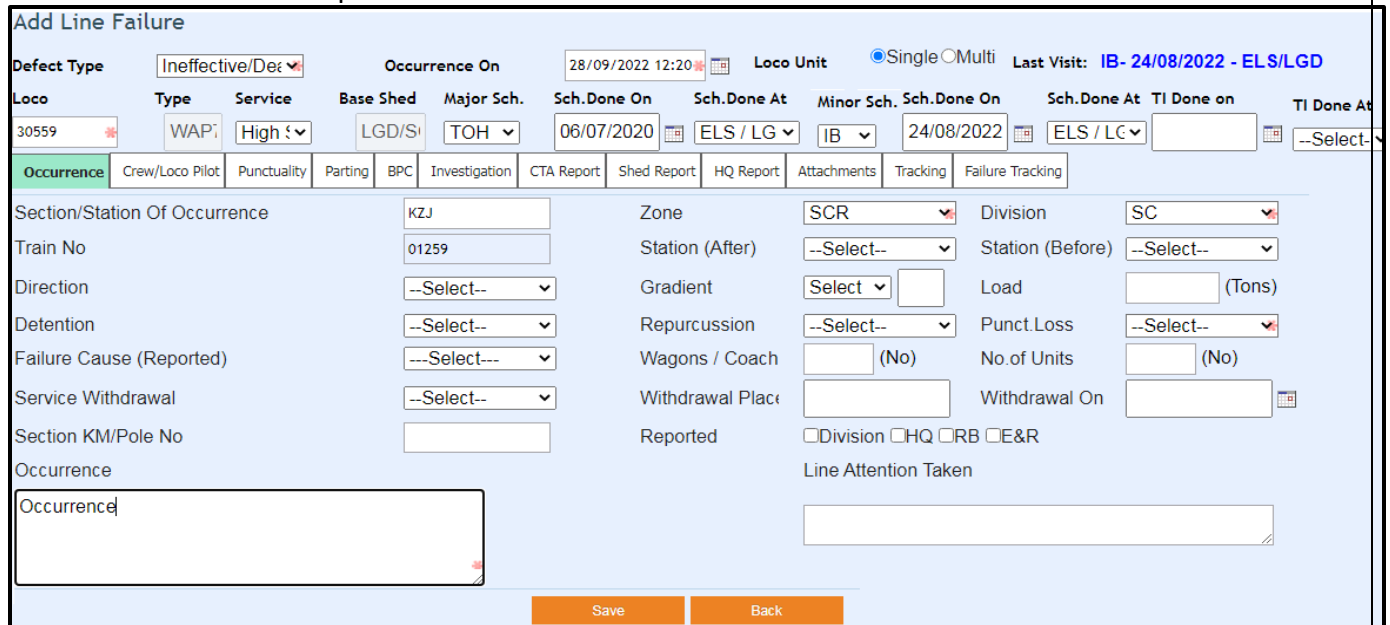 Add Line Failure
Defect Type Ineffective/Dea Occurrence On 28/09/2022 12:20 Loco Unit Single Multi Last Visit: IB- 24/08/2022 - ELS/LGD
Loco Type Service Base Shed Major Sch. Sch.Done On Sch.Done At Minor Sch. Sch.Done On Sch.Done At TI Done on TI Done At
30559 WAP7 High LGD/S TOH 06/07/2020 ELS / LG IB 24/08/2022 ELS / LG --Select-
Occurrence Crew/Loco Pilot Punctuality Parting BPC Investigation CTA Report Shed Report HQ Report Attachments Tracking Failure Tracking
Section/Station Of Occurrence KZJ Zone SCR Division SC
Train No 01259 Station (After) --Select-- Station (Before) --Select--
Direction --Select-- Gradient Select Load (Tons)
Detention --Select-- Repurcussion --Select-- Punct.Loss --Select--
Failure Cause (Reported) ---Select--- Wagons / Coach (No) No.of Units (No)
Service Withdrawal --Select-- Withdrawal Place Withdrawal On
Section KM/Pole No Reported Division HQ RB E&R
Occurrence Line Attention Taken
Occurrence
Save Back